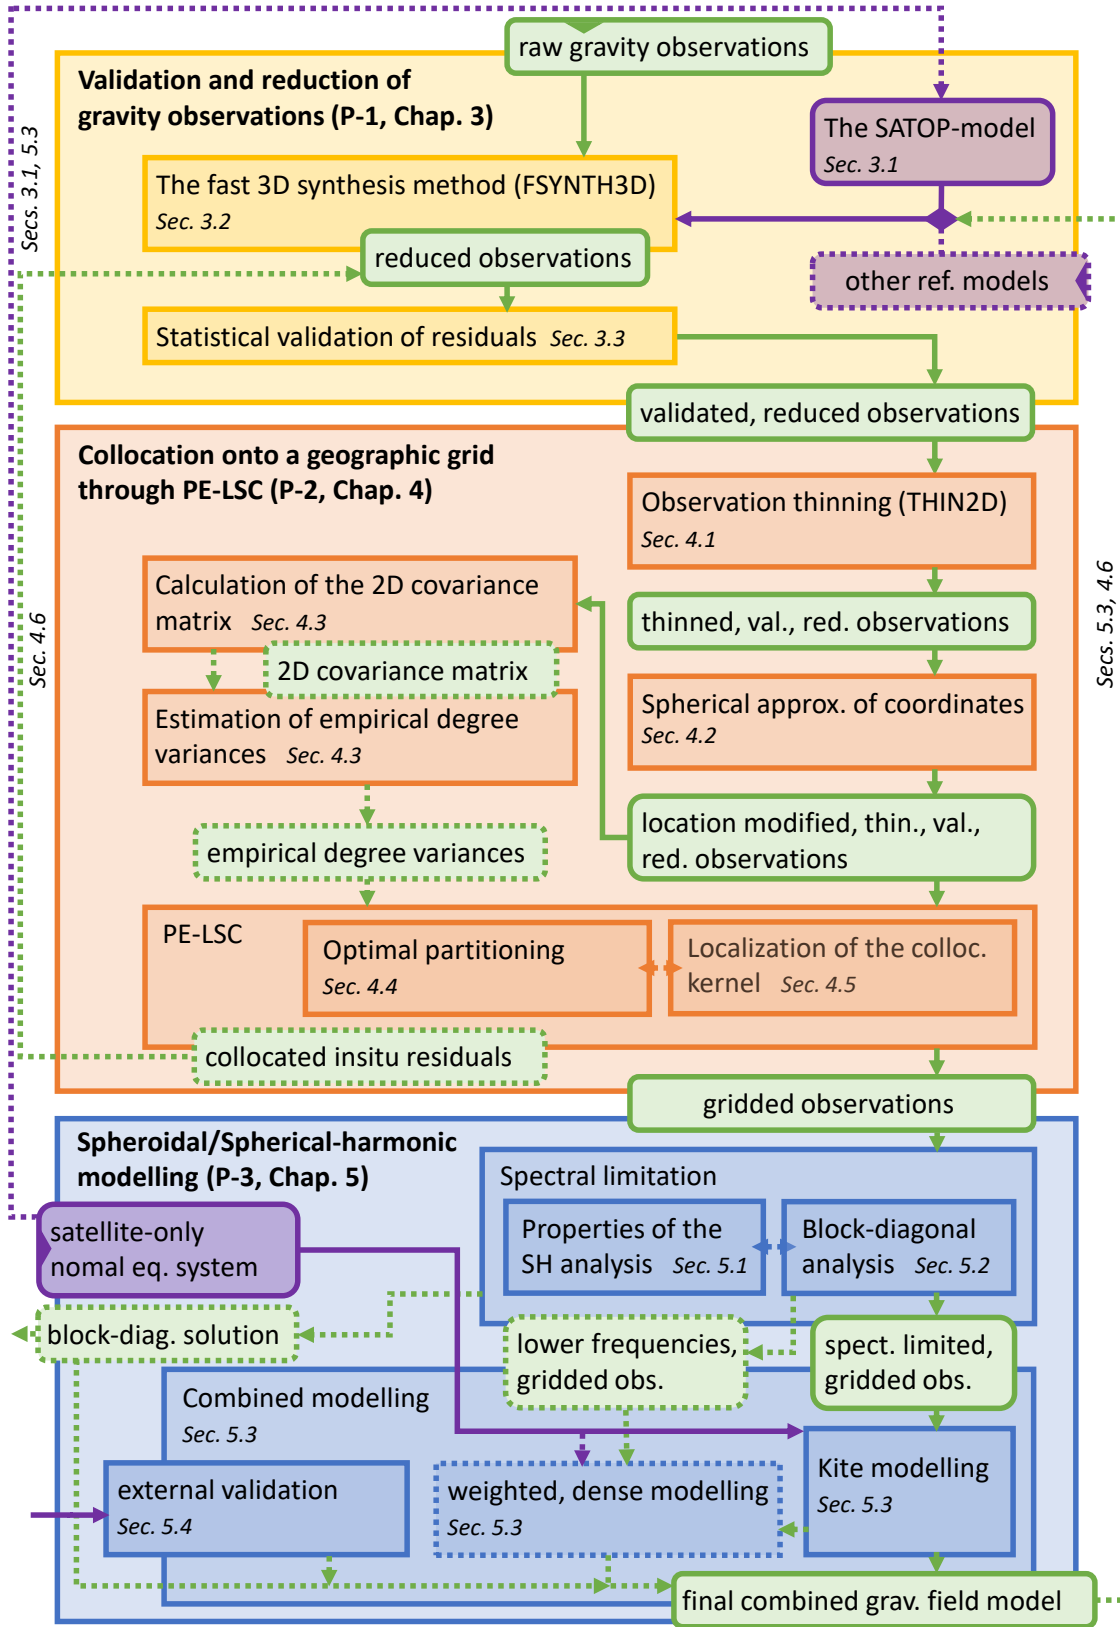 raw gravity observations
Validation and reduction of
gravity observations (P-1, Chap. 3)
The SATOP-model
Sec. 3.1
Secs. 3.1, 5.3
The fast 3D synthesis method (FSYNTH3D)
Sec. 3.2
reduced observations
other ref. models
Statistical validation of residuals Sec. 3.3
validated, reduced observations
Collocation onto a geographic grid
through PE-LSC (P-2, Chap. 4)
Observation thinning (THIN2D)
Sec. 4.1
Calculation of the 2D covariance
matrix Sec. 4.3
thinned, val., red. observations
Sec. 4.6
Secs. 5.3, 4.6
2D covariance matrix
Estimation of empirical degree
variances Sec. 4.3
Spherical approx. of coordinates
Sec. 4.2
location modified, thin., val.,
red. observations
empirical degree variances
PE-LSC
Optimal partitioning
Sec. 4.4
Localization of the colloc.
kernel Sec. 4.5
collocated insitu residuals
gridded observations
Spheroidal/Spherical-harmonic
modelling (P-3, Chap. 5)
Spectral limitation
Properties of the
SH analysis Sec. 5.1
Block-diagonal
analysis Sec. 5.2
satellite-only
nomal eq. system
block-diag. solution
lower frequencies,
gridded obs.
spect. limited,
gridded obs.
Combined modelling
Sec. 5.3
external validation
Sec. 5.4
weighted, dense modelling
Sec. 5.3
Kite modelling
Sec. 5.3
final combined grav. field model